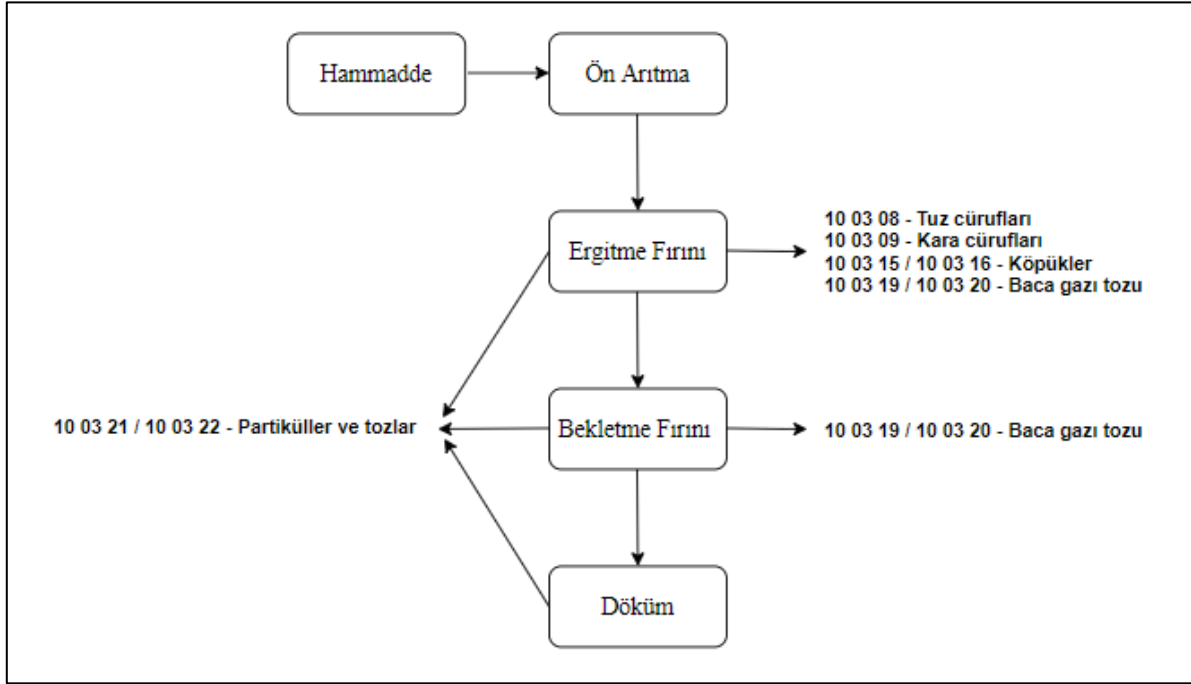 Hammadde
Ön Arıtma
Ergitme Fırını
10 03 08 - Tuz cürufları
10 03 09 - Kara cürufları
10 03 15 / 10 03 16 - Köpükler
10 03 19 / 10 03 20 - Baca gazı tozu
10 03 21 / 10 03 22 - Partiküller ve tozlar
Bekletme Fırını
10 03 19 / 10 03 20 - Baca gazı tozu
Döküm